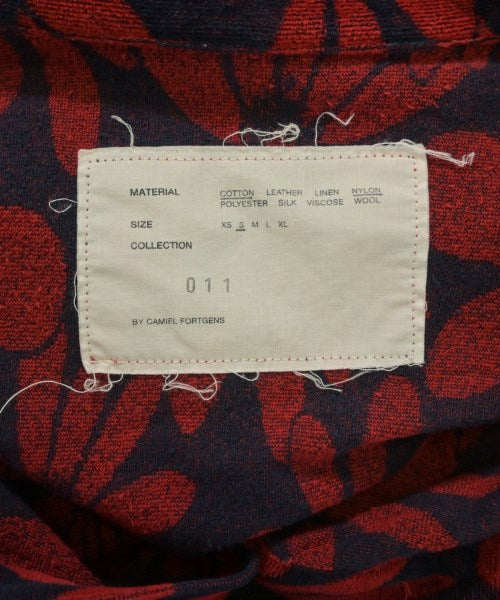 MATERIAL COTTON LEATHER LINEN NYLON
POLYESTER SILK VISCOSE WOOL
SIZE XS S M L XL
COLLECTION
011
BY CAMIEL FORTGENS